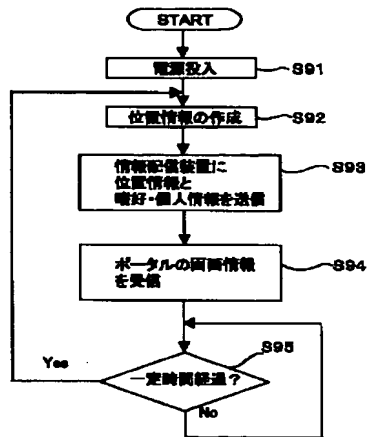 START
電源投入
S91
位置情報の作成
S92
情報配信装置に
位置情報と
嗜好・個人情報を送信
S93
ポータルの画面情報
を受信
S94
一定時間経過？
S95
Yes
No